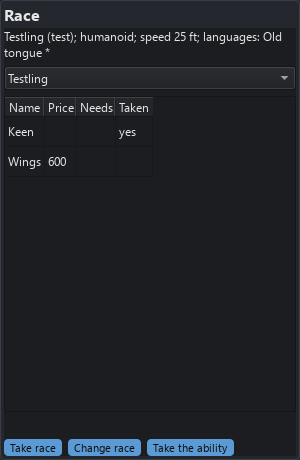 Race
Testling (test); humanoid; speed 25 ft; languages: Old
tongue *
Testling
Name Price Needs Taken
Keen yes
Wings 600
Take race Change race Take the ability